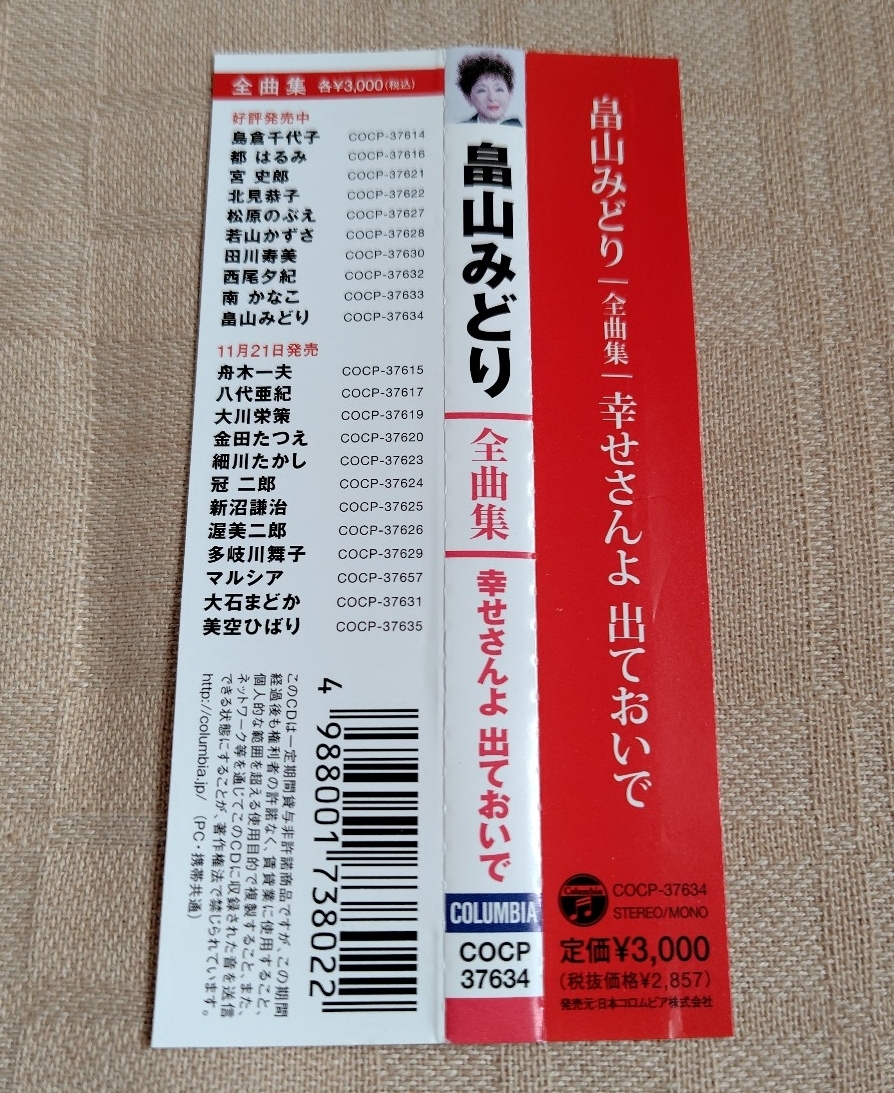 全曲集 各¥3,000(税込)
好評発売中
島倉千代子 COCP-37614
都 はるみ COCP-37616
宮 史郎 COCP-37621
北見恭子 COCP-37622
松原のぶえ COCP-37627
若山かずさ COCP-37628
田川寿美 COCP-37630
西尾夕紀 COCP-37632
南 かなこ COCP-37633
畠山みどり COCP-37634
11月21日発売
舟木一夫 COCP-37615
八代亜紀 COCP-37617
大川栄策 COCP-37619
金田たつえ COCP-37620
細川たかし COCP-37623
冠 二郎 COCP-37624
新沼謙治 COCP-37625
渥美二郎 COCP-37626
多岐川舞子 COCP-37629
マルシア COCP-37657
大石まどか COCP-37631
美空ひばり COCP-37635
このCDは一定期間貸与非許諾商品ですが、この期間
経過後も権利者の許諾なく、賃貸業に使用すること、
個人的な範囲を超える使用目的で複製すること、また、
ネットワーク等を通じてこのCDに収録された音を送信
できる状態にすることが、著作権法で禁じられています。
http://columbia.jp/ (PC・携帯共通)
4 988001 738022
畠山みどり
全曲集
幸せさんよ 出ておいで
COLUMBIA
COCP
37634
畠山みどり|全曲集|幸せさんよ 出ておいで
Columbia
COCP-37634
STEREO/MONO
定価¥3,000
(税抜価格¥2,857)
発売元:日本コロムビア株式会社